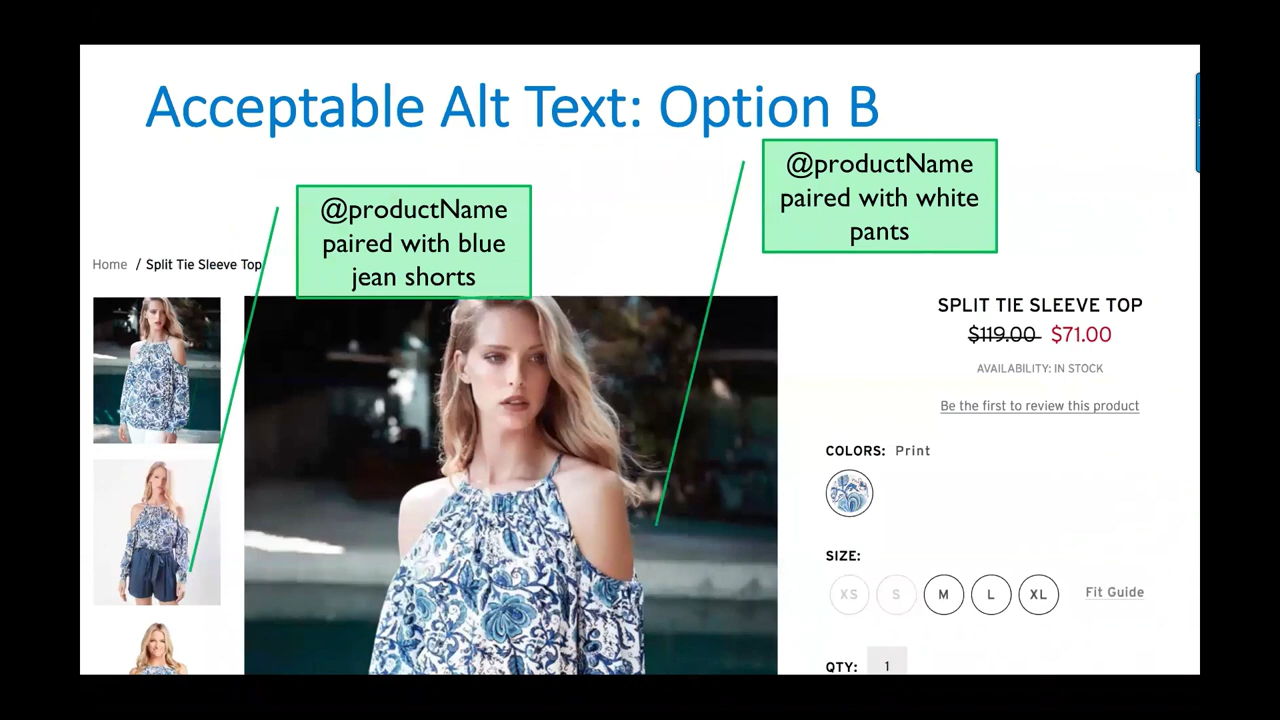 Acceptable Alt Text: Option B
@productName
paired with white
pants
@productName
paired with blue
jean shorts
Home / Split Tie Sleeve Top
SPLIT TIE SLEEVE TOP
$119.00 $71.00
AVAILABILITY: IN STOCK
Be the first to review this product
COLORS: Print
SIZE:
XS S M L XL Fit Guide
QTY: 1